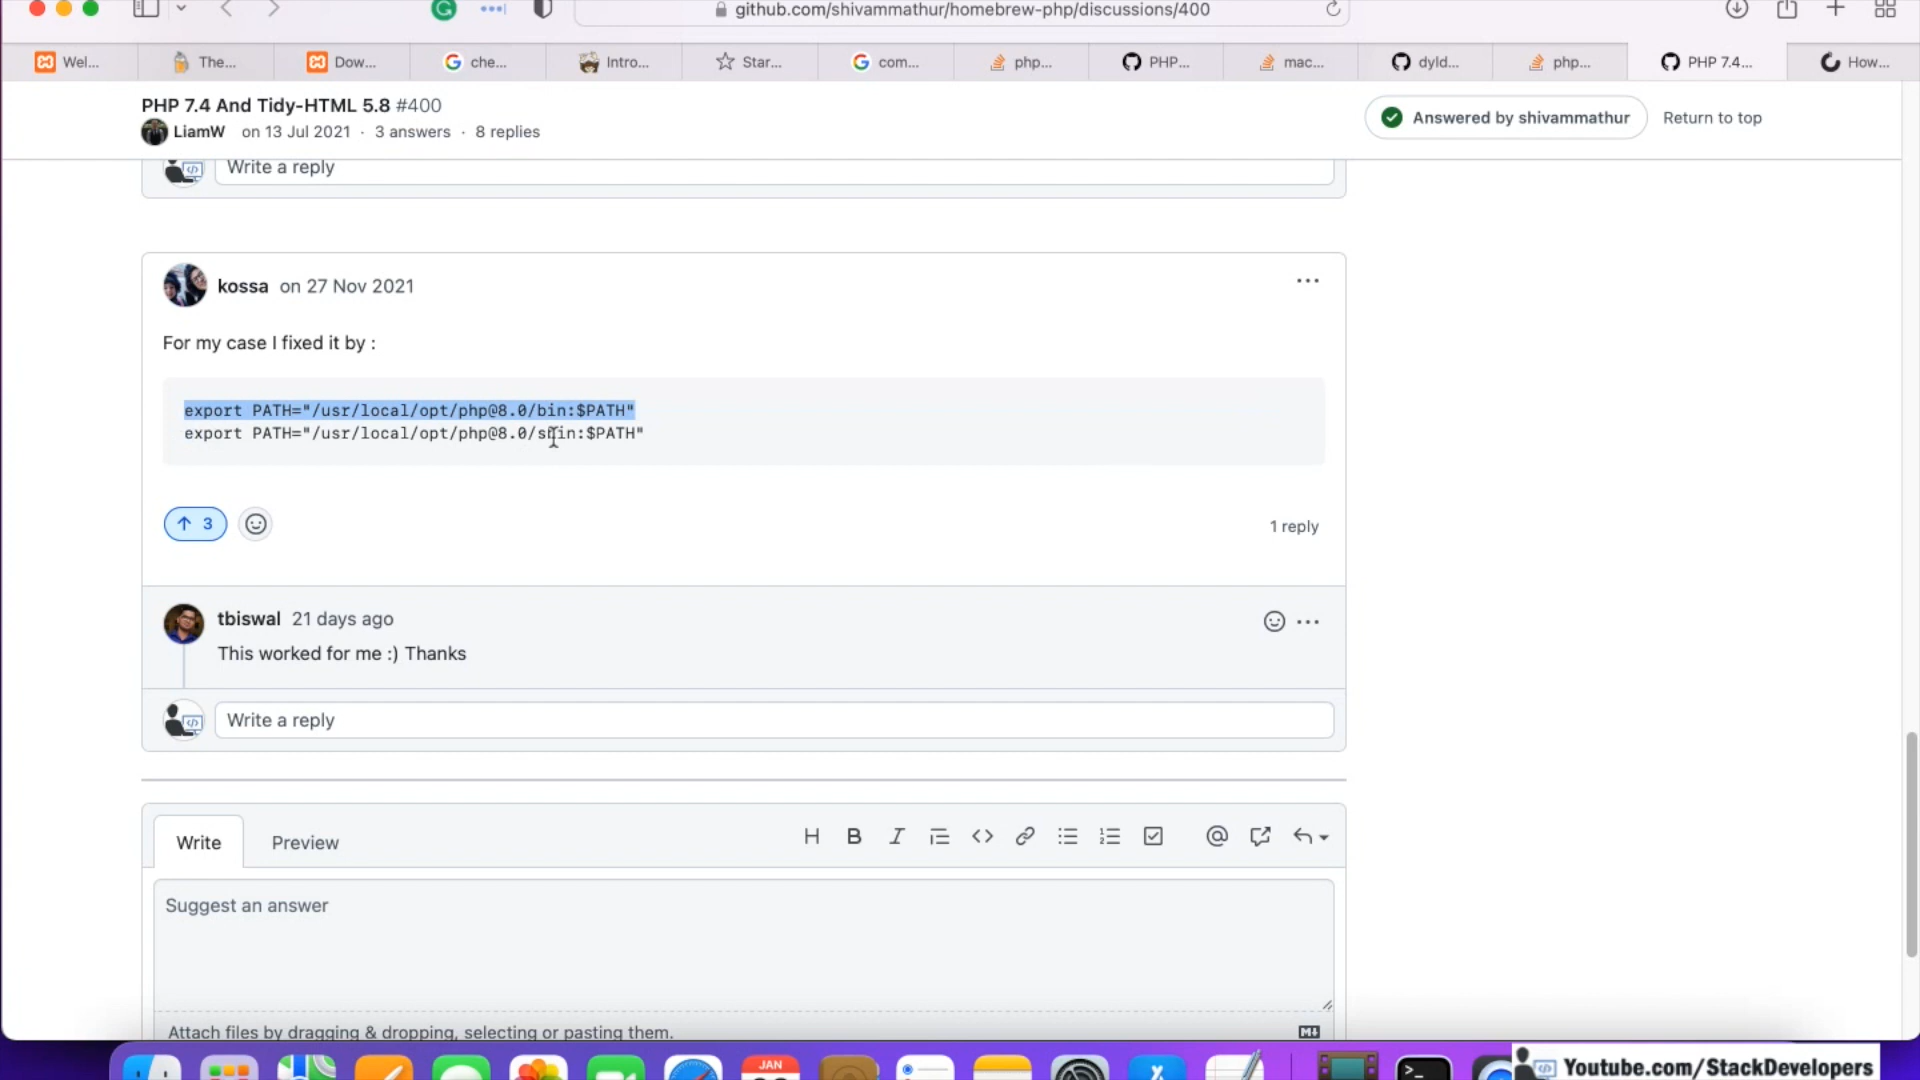 github.com/shivammathur/homebrew-php/discussions/400
Wel...
The...
Dow...
che...
Intro...
Star...
com...
php...
PHP...
mac...
dyld...
php...
PHP 7.4...
How...
PHP 7.4 And Tidy-HTML 5.8 #400
LiamW on 13 Jul 2021 · 3 answers · 8 replies
Answered by shivammathur
Return to top
Write a reply
kossa on 27 Nov 2021
For my case I fixed it by :
export PATH="/usr/local/opt/php@8.0/bin:$PATH"
export PATH="/usr/local/opt/php@8.0/sbin:$PATH"
3
1 reply
tbiswal 21 days ago
This worked for me :) Thanks
Write a reply
Write
Preview
Suggest an answer
Attach files by dragging & dropping, selecting or pasting them.
JAN
Youtube.com/StackDevelopers